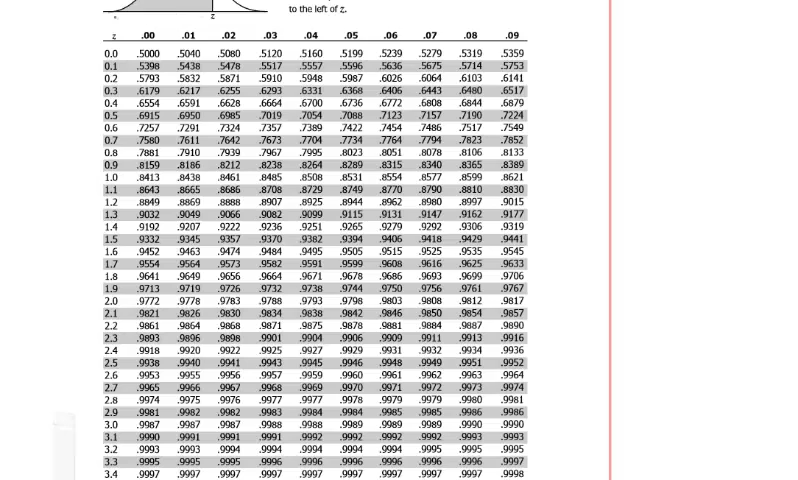 to the left of z.
z
z .00 .01 .02 .03 .04 .05 .06 .07 .08 .09
0.0 .5000 .5040 .5080 .5120 .5160 .5199 .5239 .5279 .5319 .5359
0.1 .5398 .5438 .5478 .5517 .5557 .5596 .5636 .5675 .5714 .5753
0.2 .5793 .5832 .5871 .5910 .5948 .5987 .6026 .6064 .6103 .6141
0.3 .6179 .6217 .6255 .6293 .6331 .6368 .6406 .6443 .6480 .6517
0.4 .6554 .6591 .6628 .6664 .6700 .6736 .6772 .6808 .6844 .6879
0.5 .6915 .6950 .6985 .7019 .7054 .7088 .7123 .7157 .7190 .7224
0.6 .7257 .7291 .7324 .7357 .7389 .7422 .7454 .7486 .7517 .7549
0.7 .7580 .7611 .7642 .7673 .7704 .7734 .7764 .7794 .7823 .7852
0.8 .7881 .7910 .7939 .7967 .7995 .8023 .8051 .8078 .8106 .8133
0.9 .8159 .8186 .8212 .8238 .8264 .8289 .8315 .8340 .8365 .8389
1.0 .8413 .8438 .8461 .8485 .8508 .8531 .8554 .8577 .8599 .8621
1.1 .8643 .8665 .8686 .8708 .8729 .8749 .8770 .8790 .8810 .8830
1.2 .8849 .8869 .8888 .8907 .8925 .8944 .8962 .8980 .8997 .9015
1.3 .9032 .9049 .9066 .9082 .9099 .9115 .9131 .9147 .9162 .9177
1.4 .9192 .9207 .9222 .9236 .9251 .9265 .9279 .9292 .9306 .9319
1.5 .9332 .9345 .9357 .9370 .9382 .9394 .9406 .9418 .9429 .9441
1.6 .9452 .9463 .9474 .9484 .9495 .9505 .9515 .9525 .9535 .9545
1.7 .9554 .9564 .9573 .9582 .9591 .9599 .9608 .9616 .9625 .9633
1.8 .9641 .9649 .9656 .9664 .9671 .9678 .9686 .9693 .9699 .9706
1.9 .9713 .9719 .9726 .9732 .9738 .9744 .9750 .9756 .9761 .9767
2.0 .9772 .9778 .9783 .9788 .9793 .9798 .9803 .9808 .9812 .9817
2.1 .9821 .9826 .9830 .9834 .9838 .9842 .9846 .9850 .9854 .9857
2.2 .9861 .9864 .9868 .9871 .9875 .9878 .9881 .9884 .9887 .9890
2.3 .9893 .9896 .9898 .9901 .9904 .9906 .9909 .9911 .9913 .9916
2.4 .9918 .9920 .9922 .9925 .9927 .9929 .9931 .9932 .9934 .9936
2.5 .9938 .9940 .9941 .9943 .9945 .9946 .9948 .9949 .9951 .9952
2.6 .9953 .9955 .9956 .9957 .9959 .9960 .9961 .9962 .9963 .9964
2.7 .9965 .9966 .9967 .9968 .9969 .9970 .9971 .9972 .9973 .9974
2.8 .9974 .9975 .9976 .9977 .9977 .9978 .9979 .9979 .9980 .9981
2.9 .9981 .9982 .9982 .9983 .9984 .9984 .9985 .9985 .9986 .9986
3.0 .9987 .9987 .9987 .9988 .9988 .9989 .9989 .9989 .9990 .9990
3.1 .9990 .9991 .9991 .9991 .9992 .9992 .9992 .9992 .9993 .9993
3.2 .9993 .9993 .9994 .9994 .9994 .9994 .9994 .9995 .9995 .9995
3.3 .9995 .9995 .9995 .9996 .9996 .9996 .9996 .9996 .9996 .9997
3.4 .9997 .9997 .9997 .9997 .9997 .9997 .9997 .9997 .9997 .9998